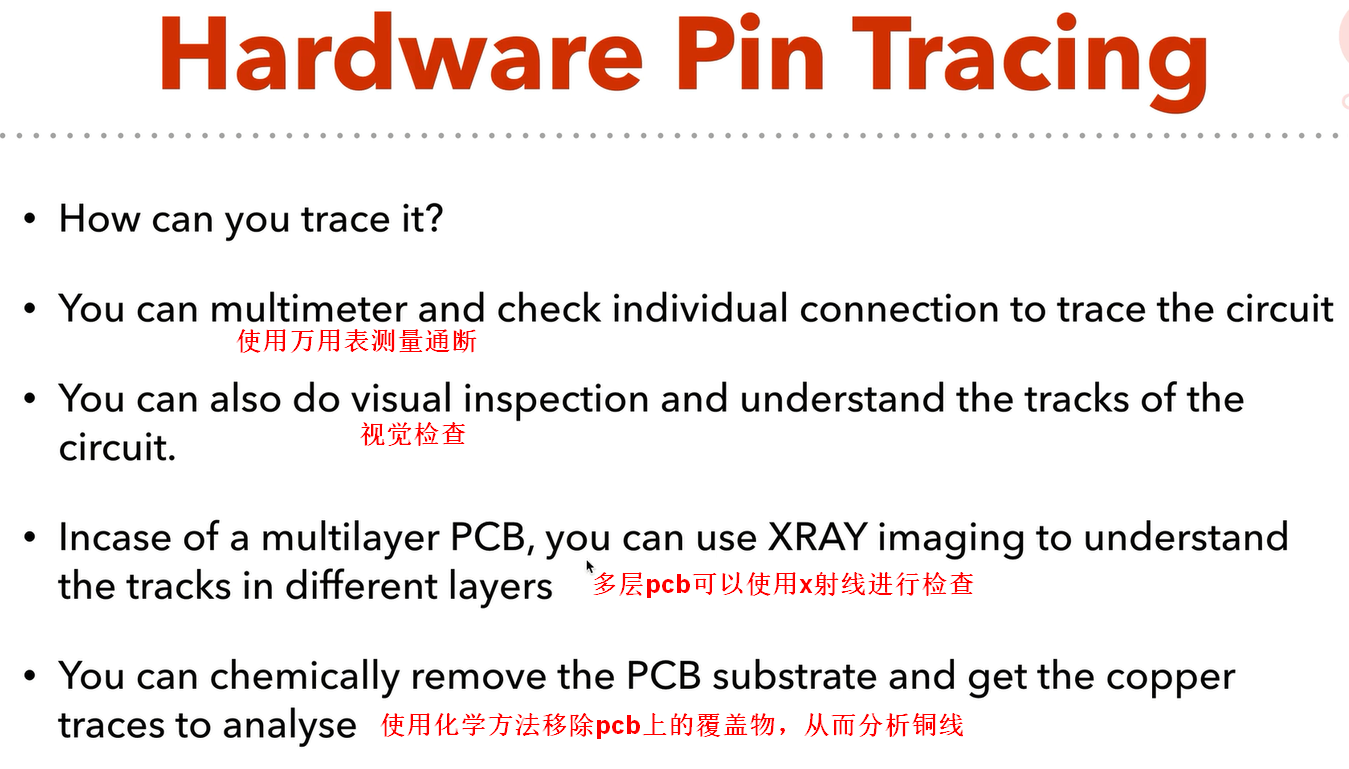 Hardware Pin Tracing
• How can you trace it?
• You can multimeter and check individual connection to trace the circuit
使用万用表测量通断
• You can also do visual inspection and understand the tracks of the
视觉检查
circuit.
• Incase of a multilayer PCB, you can use XRAY imaging to understand
the tracks in different layers
多层pcb可以使用x射线进行检查
• You can chemically remove the PCB substrate and get the copper
traces to analyse
使用化学方法移除pcb上的覆盖物，从而分析铜线